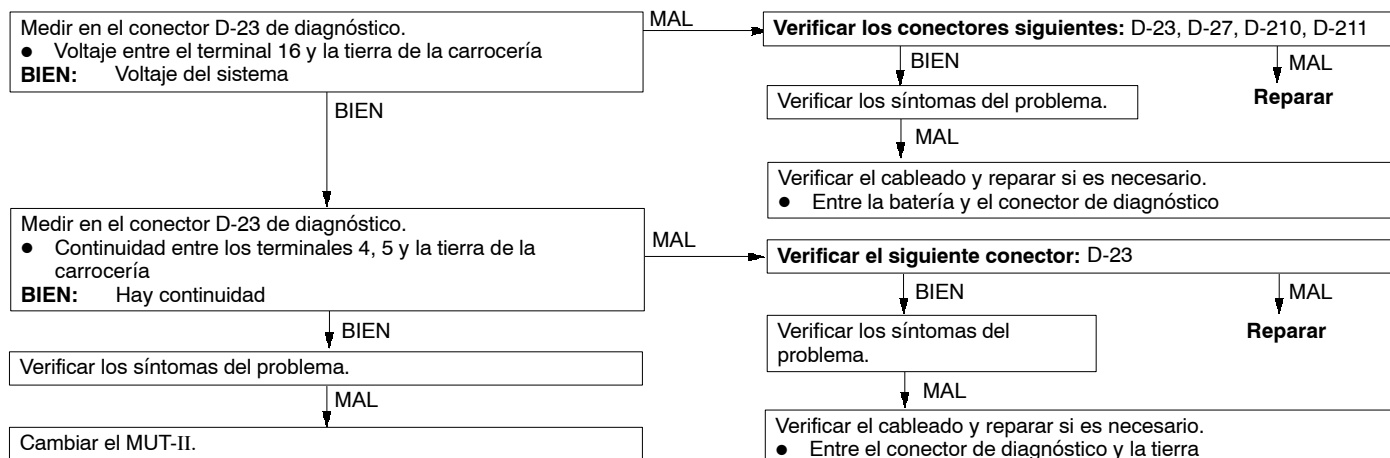 Medir en el conector D-23 de diagnóstico.
● Voltaje entre el terminal 16 y la tierra de la carrocería
BIEN: Voltaje del sistema
MAL
Verificar los conectores siguientes: D-23, D-27, D-210, D-211
BIEN
MAL
Verificar los síntomas del problema.
Reparar
MAL
Verificar el cableado y reparar si es necesario.
● Entre la batería y el conector de diagnóstico
BIEN
Medir en el conector D-23 de diagnóstico.
● Continuidad entre los terminales 4, 5 y la tierra de la
carrocería
BIEN: Hay continuidad
MAL
Verificar el siguiente conector: D-23
BIEN
MAL
Verificar los síntomas del
problema.
Reparar
MAL
Verificar el cableado y reparar si es necesario.
● Entre el conector de diagnóstico y la tierra
BIEN
Verificar los síntomas del problema.
MAL
Cambiar el MUT-II.